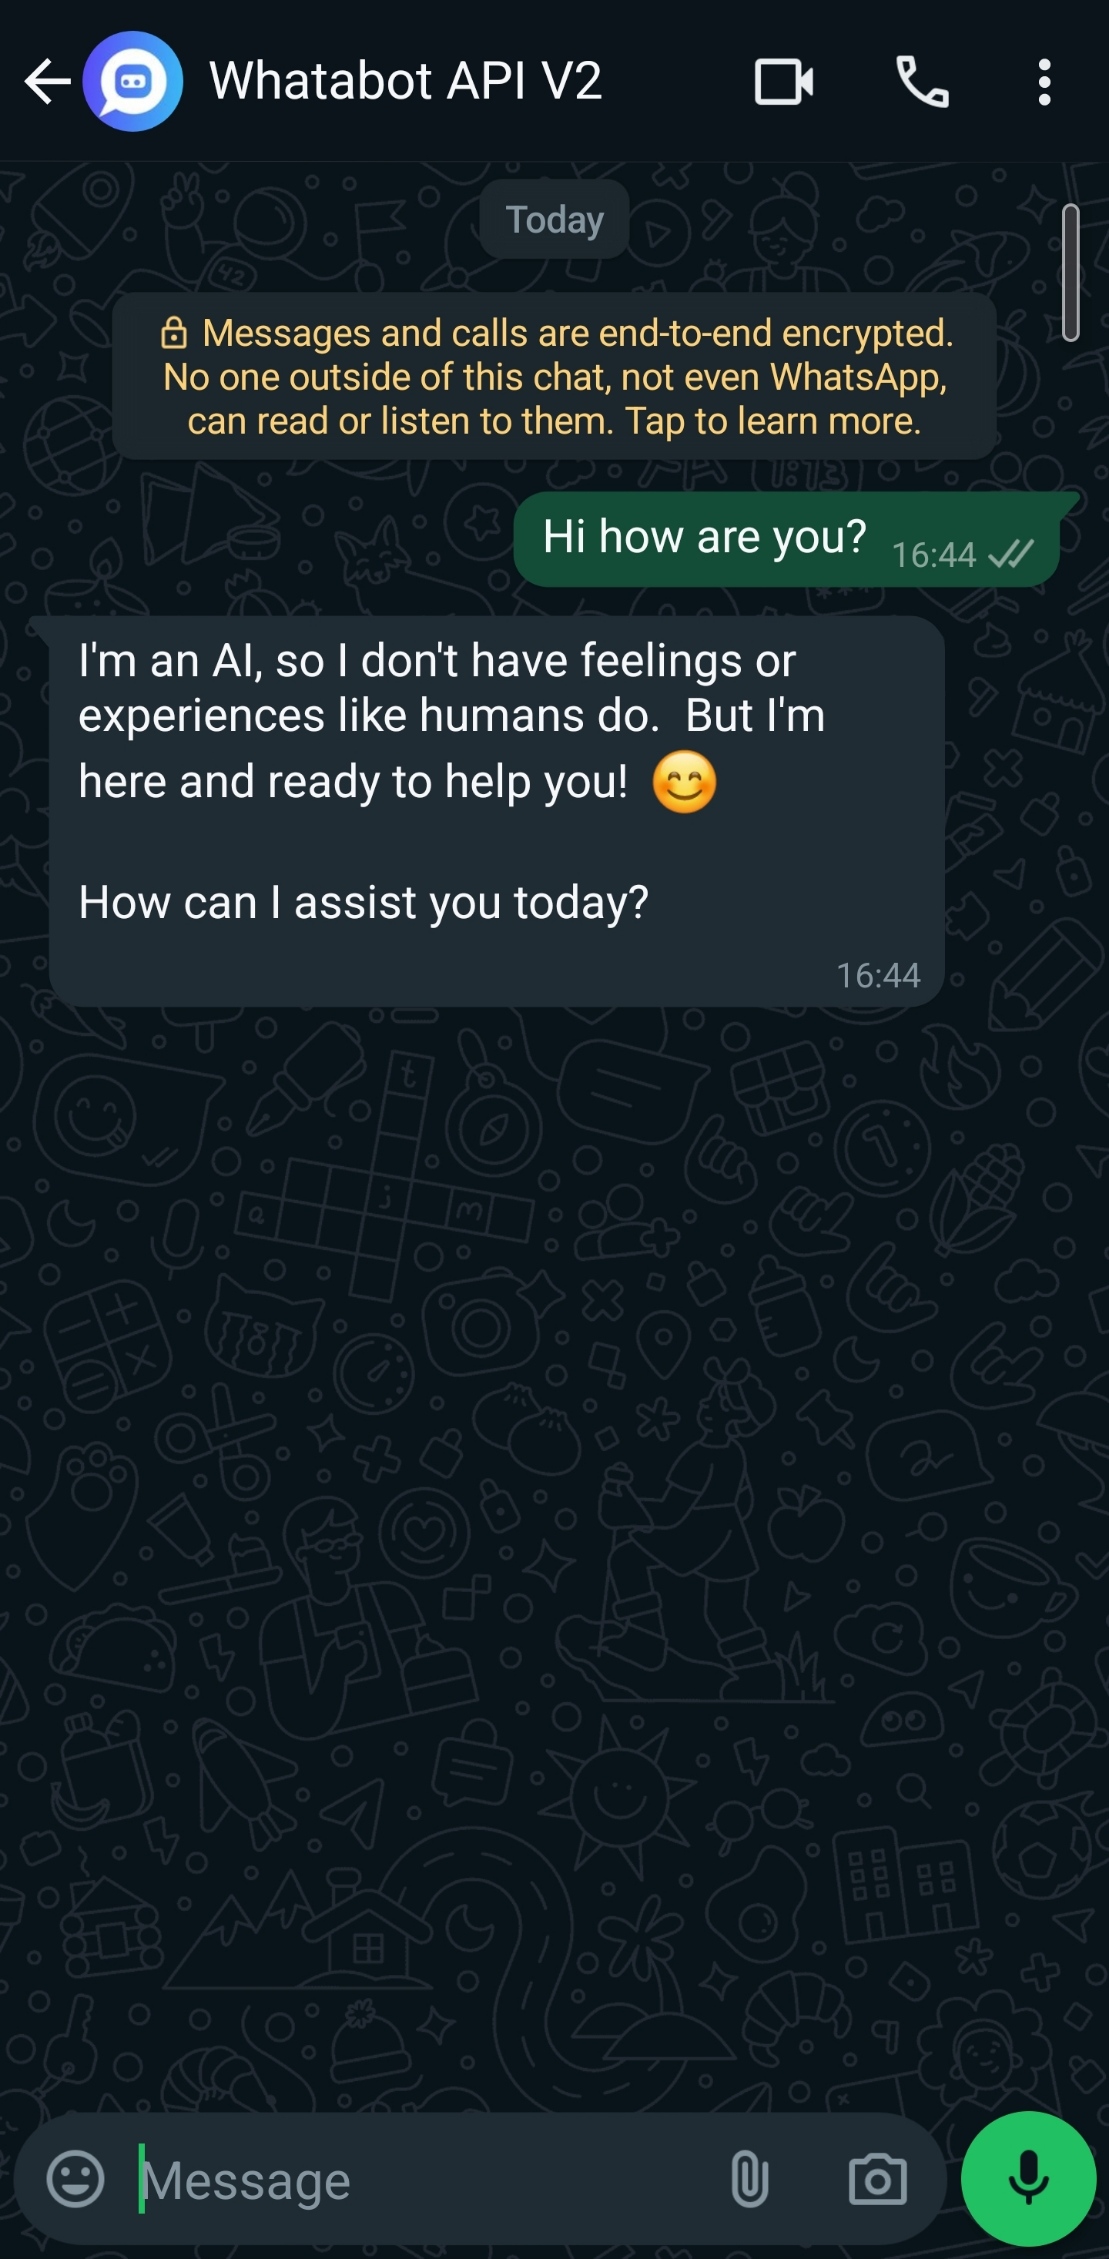 Whatabot API V2
Today
Messages and calls are end-to-end encrypted.
No one outside of this chat, not even WhatsApp,
can read or listen to them. Tap to learn more.
Hi how are you?
16:44
I'm an AI, so I don't have feelings or
experiences like humans do.  But I'm
here and ready to help you! 😊
How can I assist you today?
16:44
Message